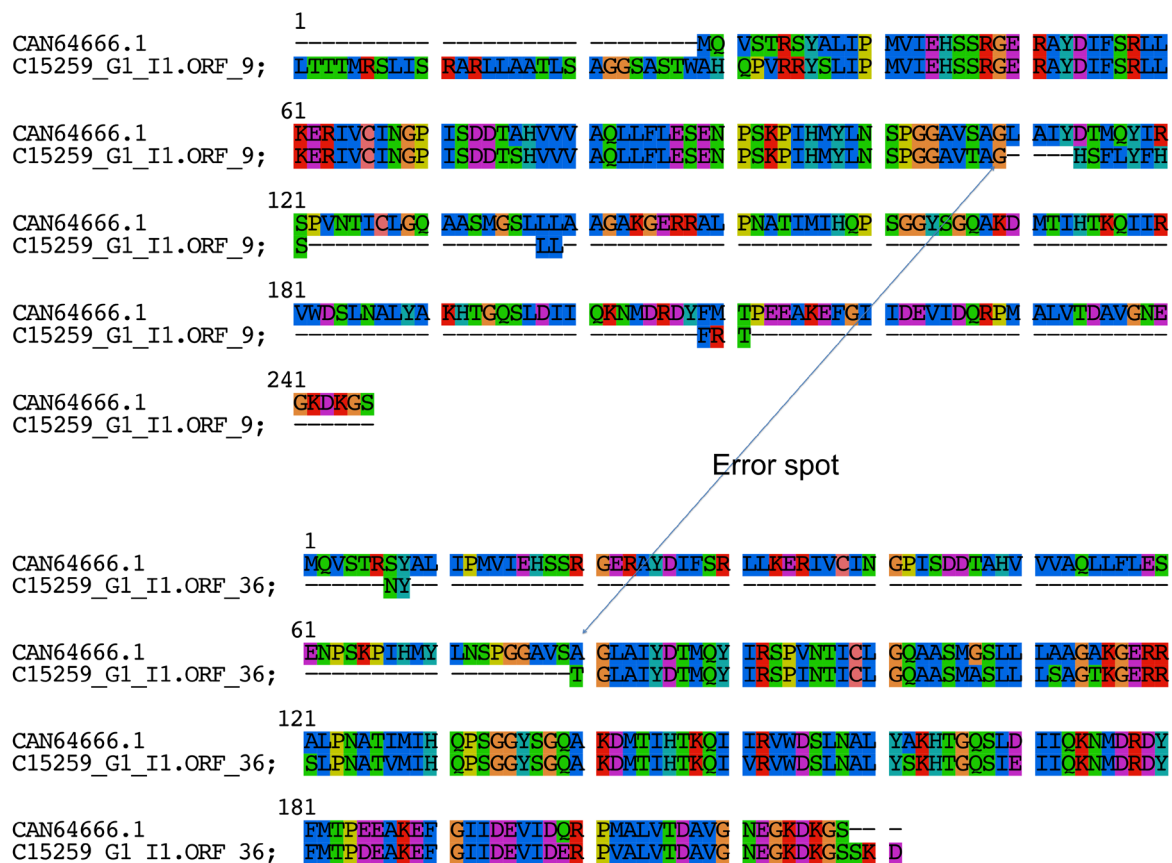 1
CAN64666.1 ---------- ---------- --------MQ VSTRSYALIP MVIEHSSRGE RAYDIFSRLL
C15259_G1_I1.ORF_9; LTTTMRSLIS RARLLAATLS AGGSASTWAH QPVRRYSLIP MVIEHSSRGE RAYDIFSRLL
61
CAN64666.1 KERIVCINGP ISDDTAHVVV AQLLFLESEN PSKPIHMYLN SPGGAVSAGL AIYDTMQYIR
C15259_G1_I1.ORF_9; KERIVCINGP ISDDTSHVVV AQLLFLESEN PSKPIHMYLN SPGGAVTAG- ---HSFLYFH
121
CAN64666.1 SPVNTICLGQ AASMGSLLLA AGAKGERRAL PNATIMIHQP SGGYSGQAKD MTIHTKQIIR
C15259_G1_I1.ORF_9; S--------- -------LL- ---------- ---------- ---------- ----------
181
CAN64666.1 VWDSLNALYA KHTGQSLDII QKNMDRDYFM TPEEAKEFGI IDEVIDQRPM ALVTDAVGNE
C15259_G1_I1.ORF_9; ---------- ---------- --------FR T--------- ---------- ----------
241
CAN64666.1 GKDKGS
C15259_G1_I1.ORF_9; ------
Error spot
1
CAN64666.1 MQVSTRSYAL IPMVIEHSSR GERAYDIFSR LLKERIVCIN GPISDDTAHV VVAQLLFLES
C15259_G1_I1.ORF_36; ------NY-- ---------- ---------- ---------- ---------- ----------
61
CAN64666.1 ENPSKPIHMY LNSPGGAVSA GLAIYDTMQY IRSPVNTICL GQAASMGSLL LAAGAKGERR
C15259_G1_I1.ORF_36; ---------- ---------T GLAIYDTMQY IRSPINTICL GQAASMASLL LSAGTKGERR
121
CAN64666.1 ALPNATIMIH QPSGGYSGQA KDMTIHTKQI IRVWDSLNAL YAKHTGQSLD IIQKNMDRDY
C15259_G1_I1.ORF_36; SLPNATVMIH QPSGGYSGQA KDMTIHTKQI VRVWDSLNAL YSKHTGQSIE IIQKNMDRDY
181
CAN64666.1 FMTPEEAKEF GIIDEVIDQR PMALVTDAVG NEGKDKGS-- -
C15259_G1_I1.ORF_36; FMTPDEAKEF GIIDEVIDER PVALVTDAVG NEGKDKGSSK D